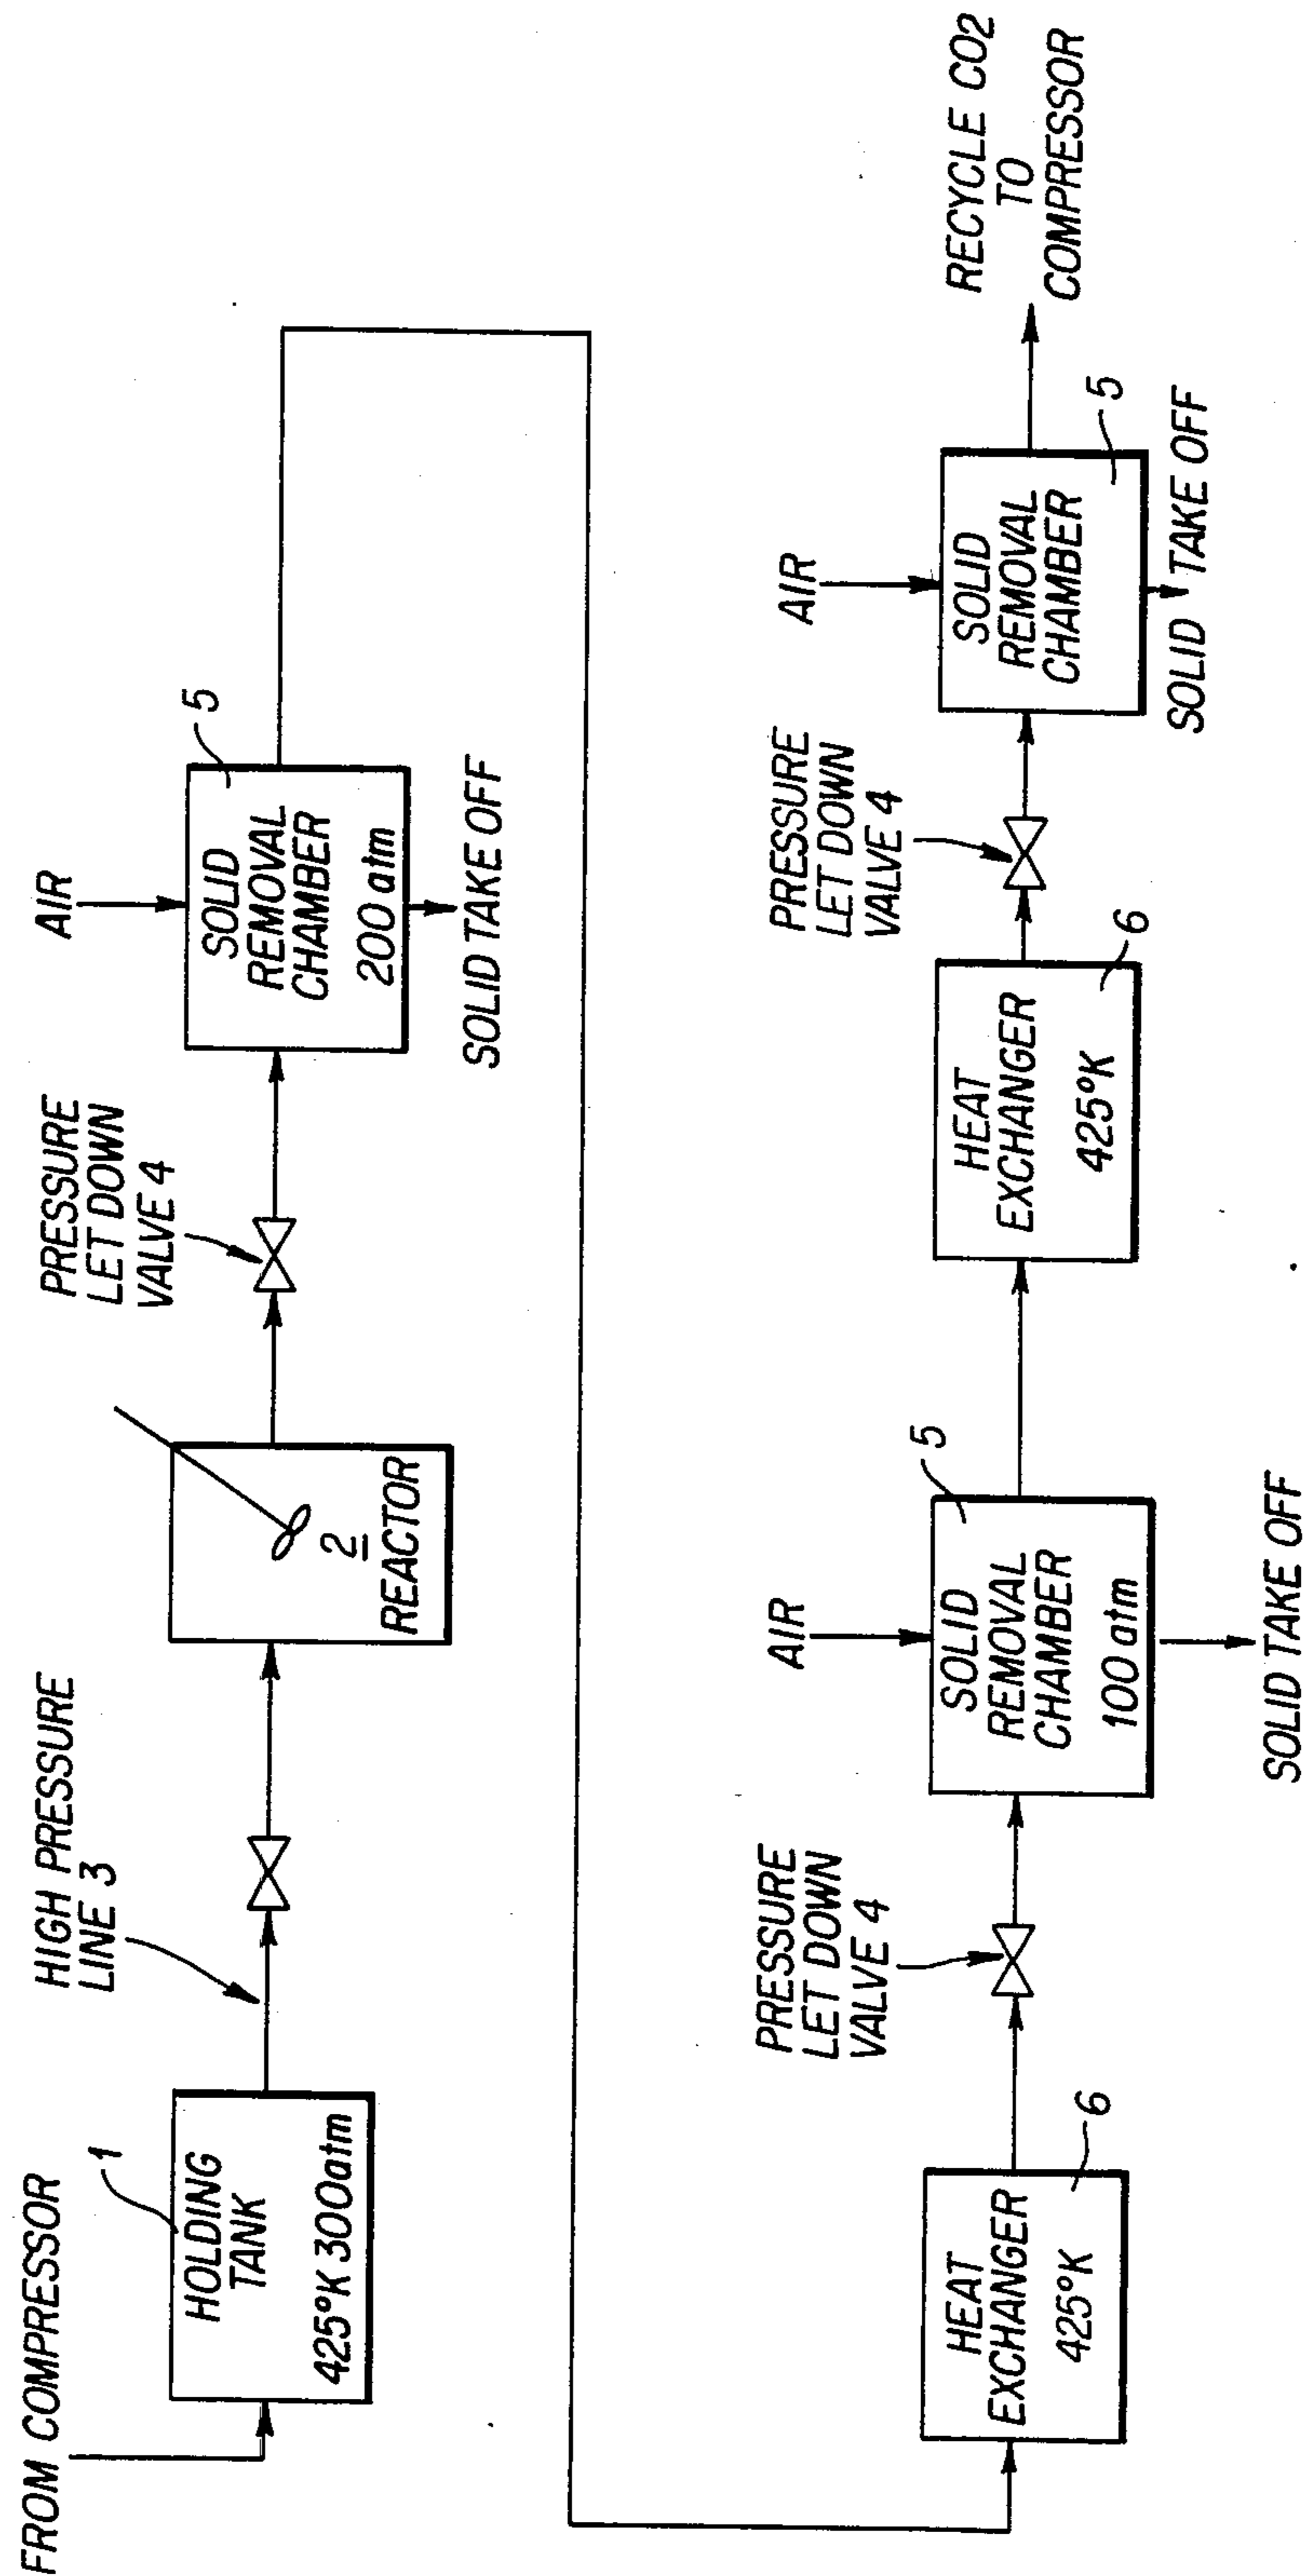 FROM COMPRESSOR
1
HOLDING
TANK
425°K 300atm
HIGH PRESSURE
LINE 3
2
REACTOR
PRESSURE
LET DOWN
VALVE 4
AIR
5
SOLID
REMOVAL
CHAMBER
200 atm
SOLID TAKE OFF
HEAT
EXCHANGER
425°K
6
PRESSURE
LET DOWN
VALVE 4
AIR
5
SOLID
REMOVAL
CHAMBER
100 atm
SOLID TAKE OFF
HEAT
EXCHANGER
425°K
6
PRESSURE
LET DOWN
VALVE 4
AIR
SOLID
REMOVAL
CHAMBER
5
SOLID TAKE OFF
RECYCLE CO2
TO
COMPRESSOR